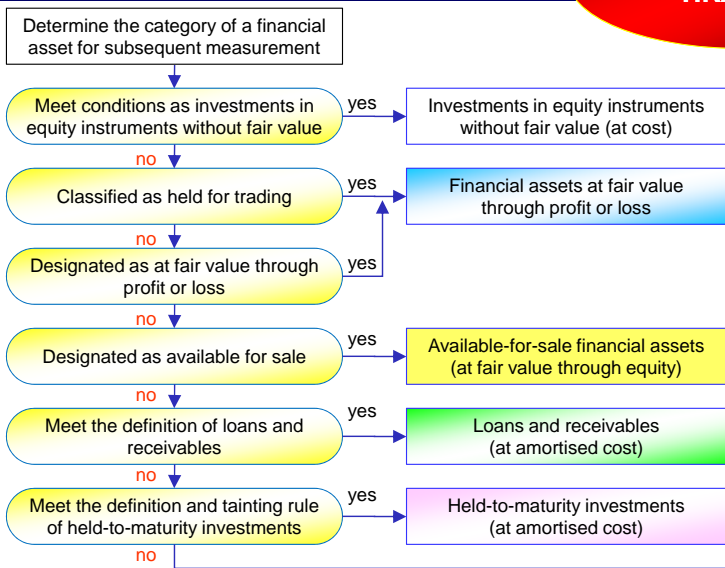 Determine the category of a financial
asset for subsequent measurement
Meet conditions as investments in
equity instruments without fair value
yes
Investments in equity instruments
without fair value (at cost)
no
Classified as held for trading
yes
Financial assets at fair value
through profit or loss
no
Designated as at fair value through
profit or loss
yes
no
Designated as available for sale
yes
Available-for-sale financial assets
(at fair value through equity)
no
Meet the definition of loans and
receivables
yes
Loans and receivables
(at amortised cost)
no
Meet the definition and tainting rule
of held-to-maturity investments
yes
Held-to-maturity investments
(at amortised cost)
no